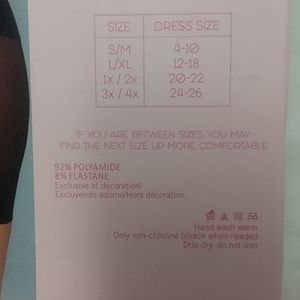 SIZE DRESS SIZE
S/M 4-10
L/XL 12-18
1x / 2x 20-22
3x / 4x 24-26
IF YOU ARE BETWEEN SIZES YOU MAY
FIND THE NEXT SIZE UP MORE COMFORTABLE
92% POLYAMIDE
8% ELASTANE
Exclusive of decoration/
Excluyendo adorno/Hors décoration
Hand wash warm
Only non-chlorine bleach when needed
Drip dry, do not iron